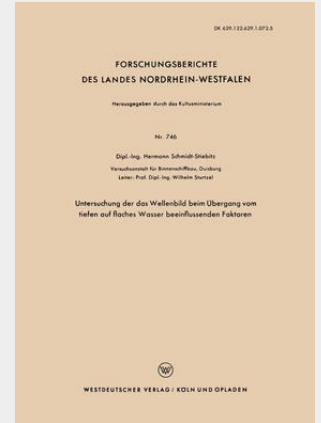 DK 629.122:629.1.072.5
FORSCHUNGSBERICHTE
DES LANDES NORDRHEIN-WESTFALEN
Herausgegeben durch das Kultusministerium
Nr. 746
Dipl.-Ing. Hermann Schmidt-Stiebitz
Versuchsanstalt für Binnenschiffbau, Duisburg
Leiter: Prof. Dipl.-Ing. Wilhelm Sturtzel
Untersuchung der das Wellenbild beim Übergang vom
tiefen auf flaches Wasser beeinflussenden Faktoren
WESTDEUTSCHER VERLAG / KÖLN UND OPLADEN